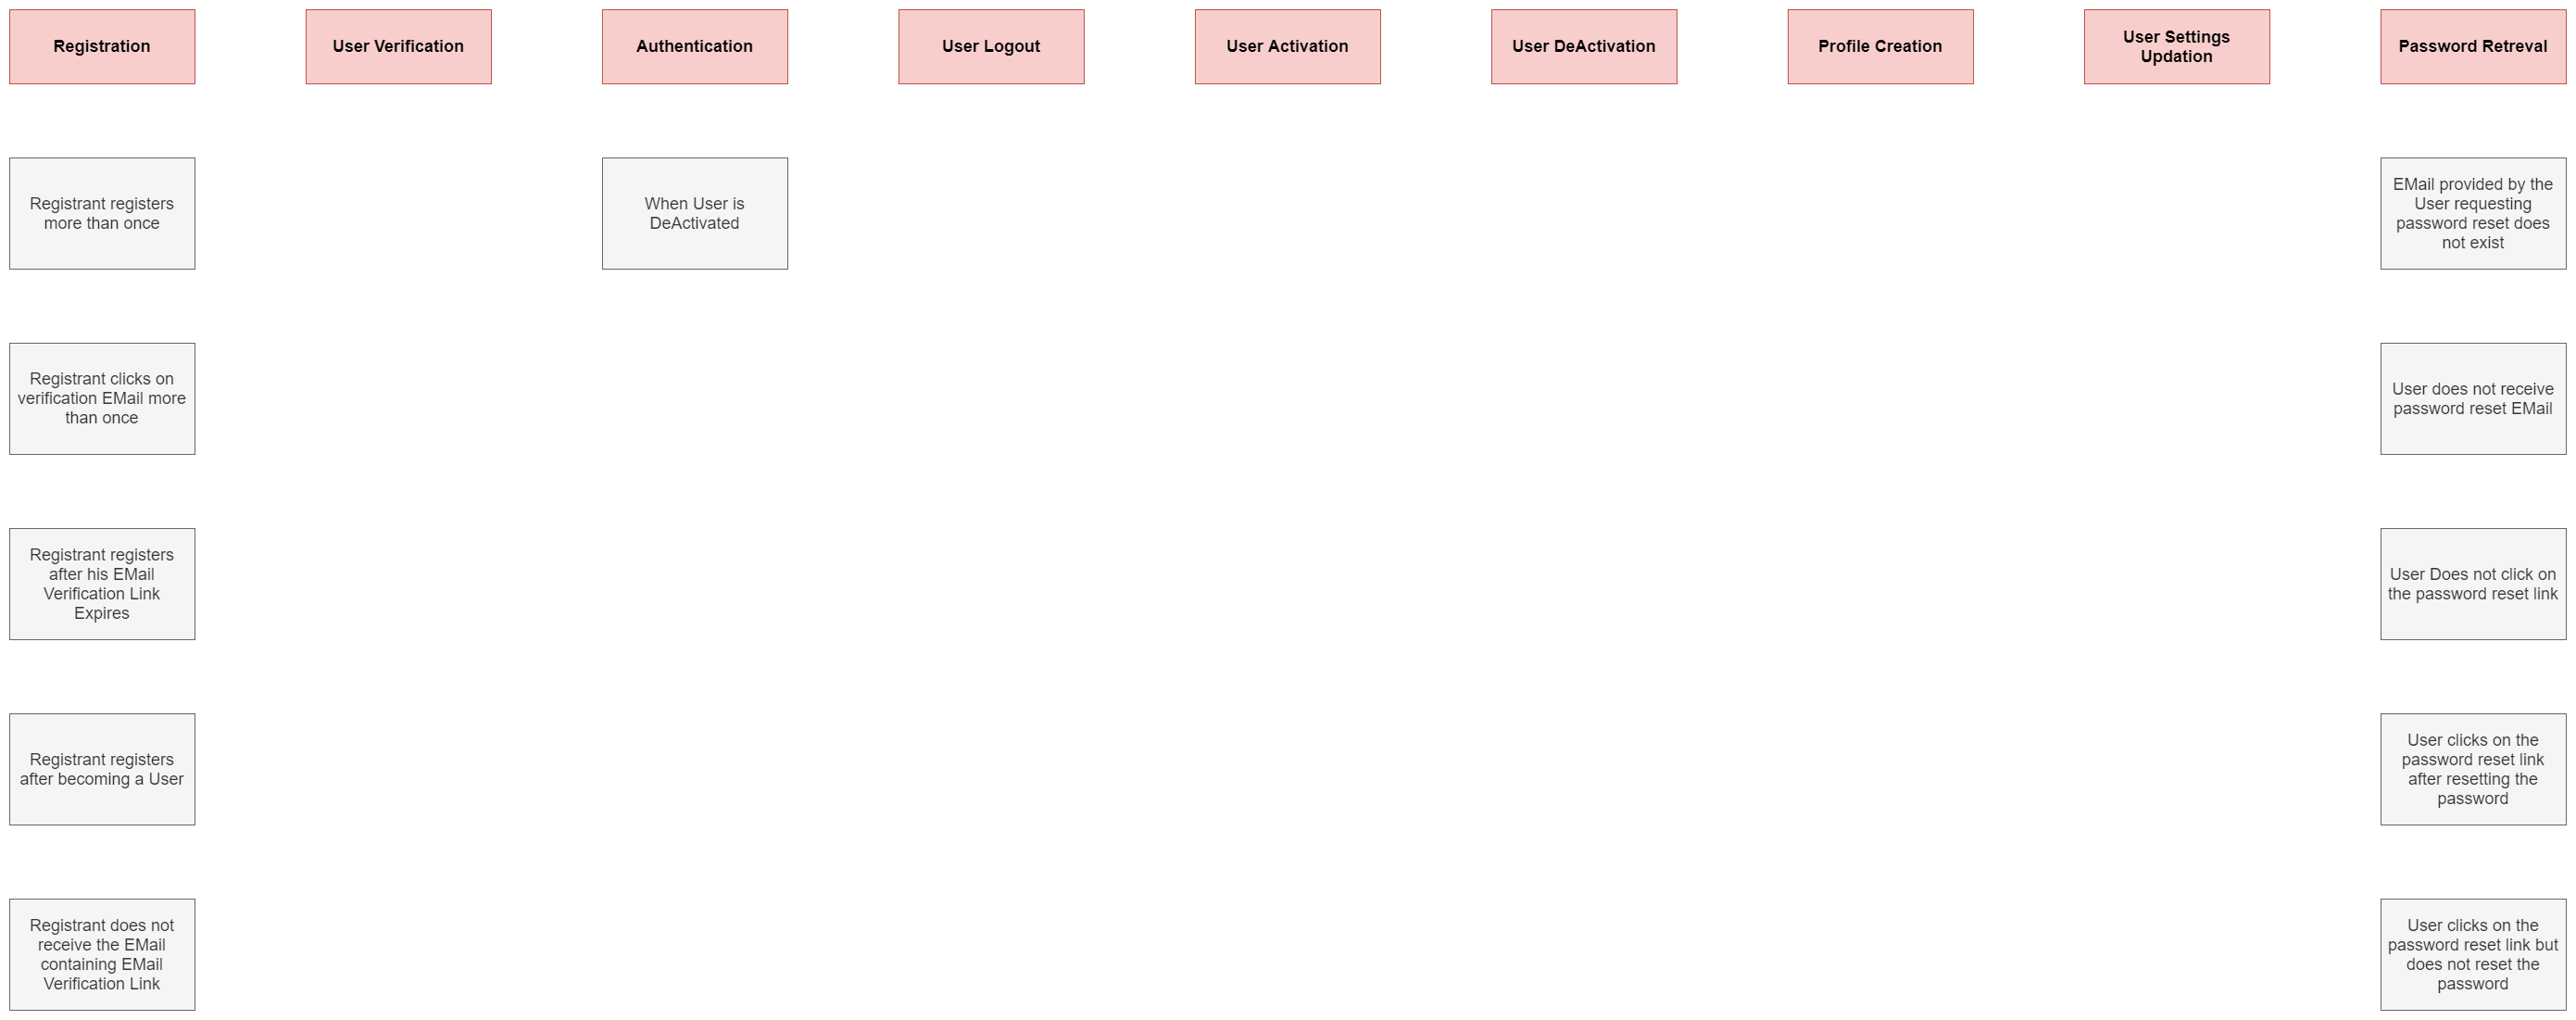 Registration
User Verification
Authentication
User Logout
User Activation
User DeActivation
Profile Creation
User Settings
Updation
Password Retreval
Registrant registers
more than once
When User is
DeActivated
EMail provided by the
User requesting
password reset does
not exist
Registrant clicks on
verification EMail more
than once
User does not receive
password reset EMail
Registrant registers
after his EMail
Verification Link
Expires
User Does not click on
the password reset link
Registrant registers
after becoming a User
User clicks on the
password reset link
after resetting the
password
Registrant does not
receive the EMail
containing EMail
Verification Link
User clicks on the
password reset link but
does not reset the
password